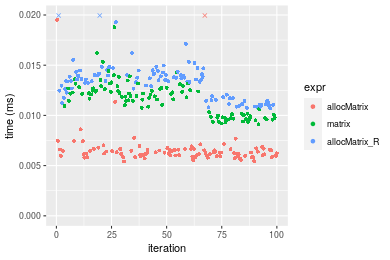 0.020
0.015
0.010
0.005
0.000
time (ms)
0
25
50
75
100
iteration
expr
allocMatrix
matrix
allocMatrix_R